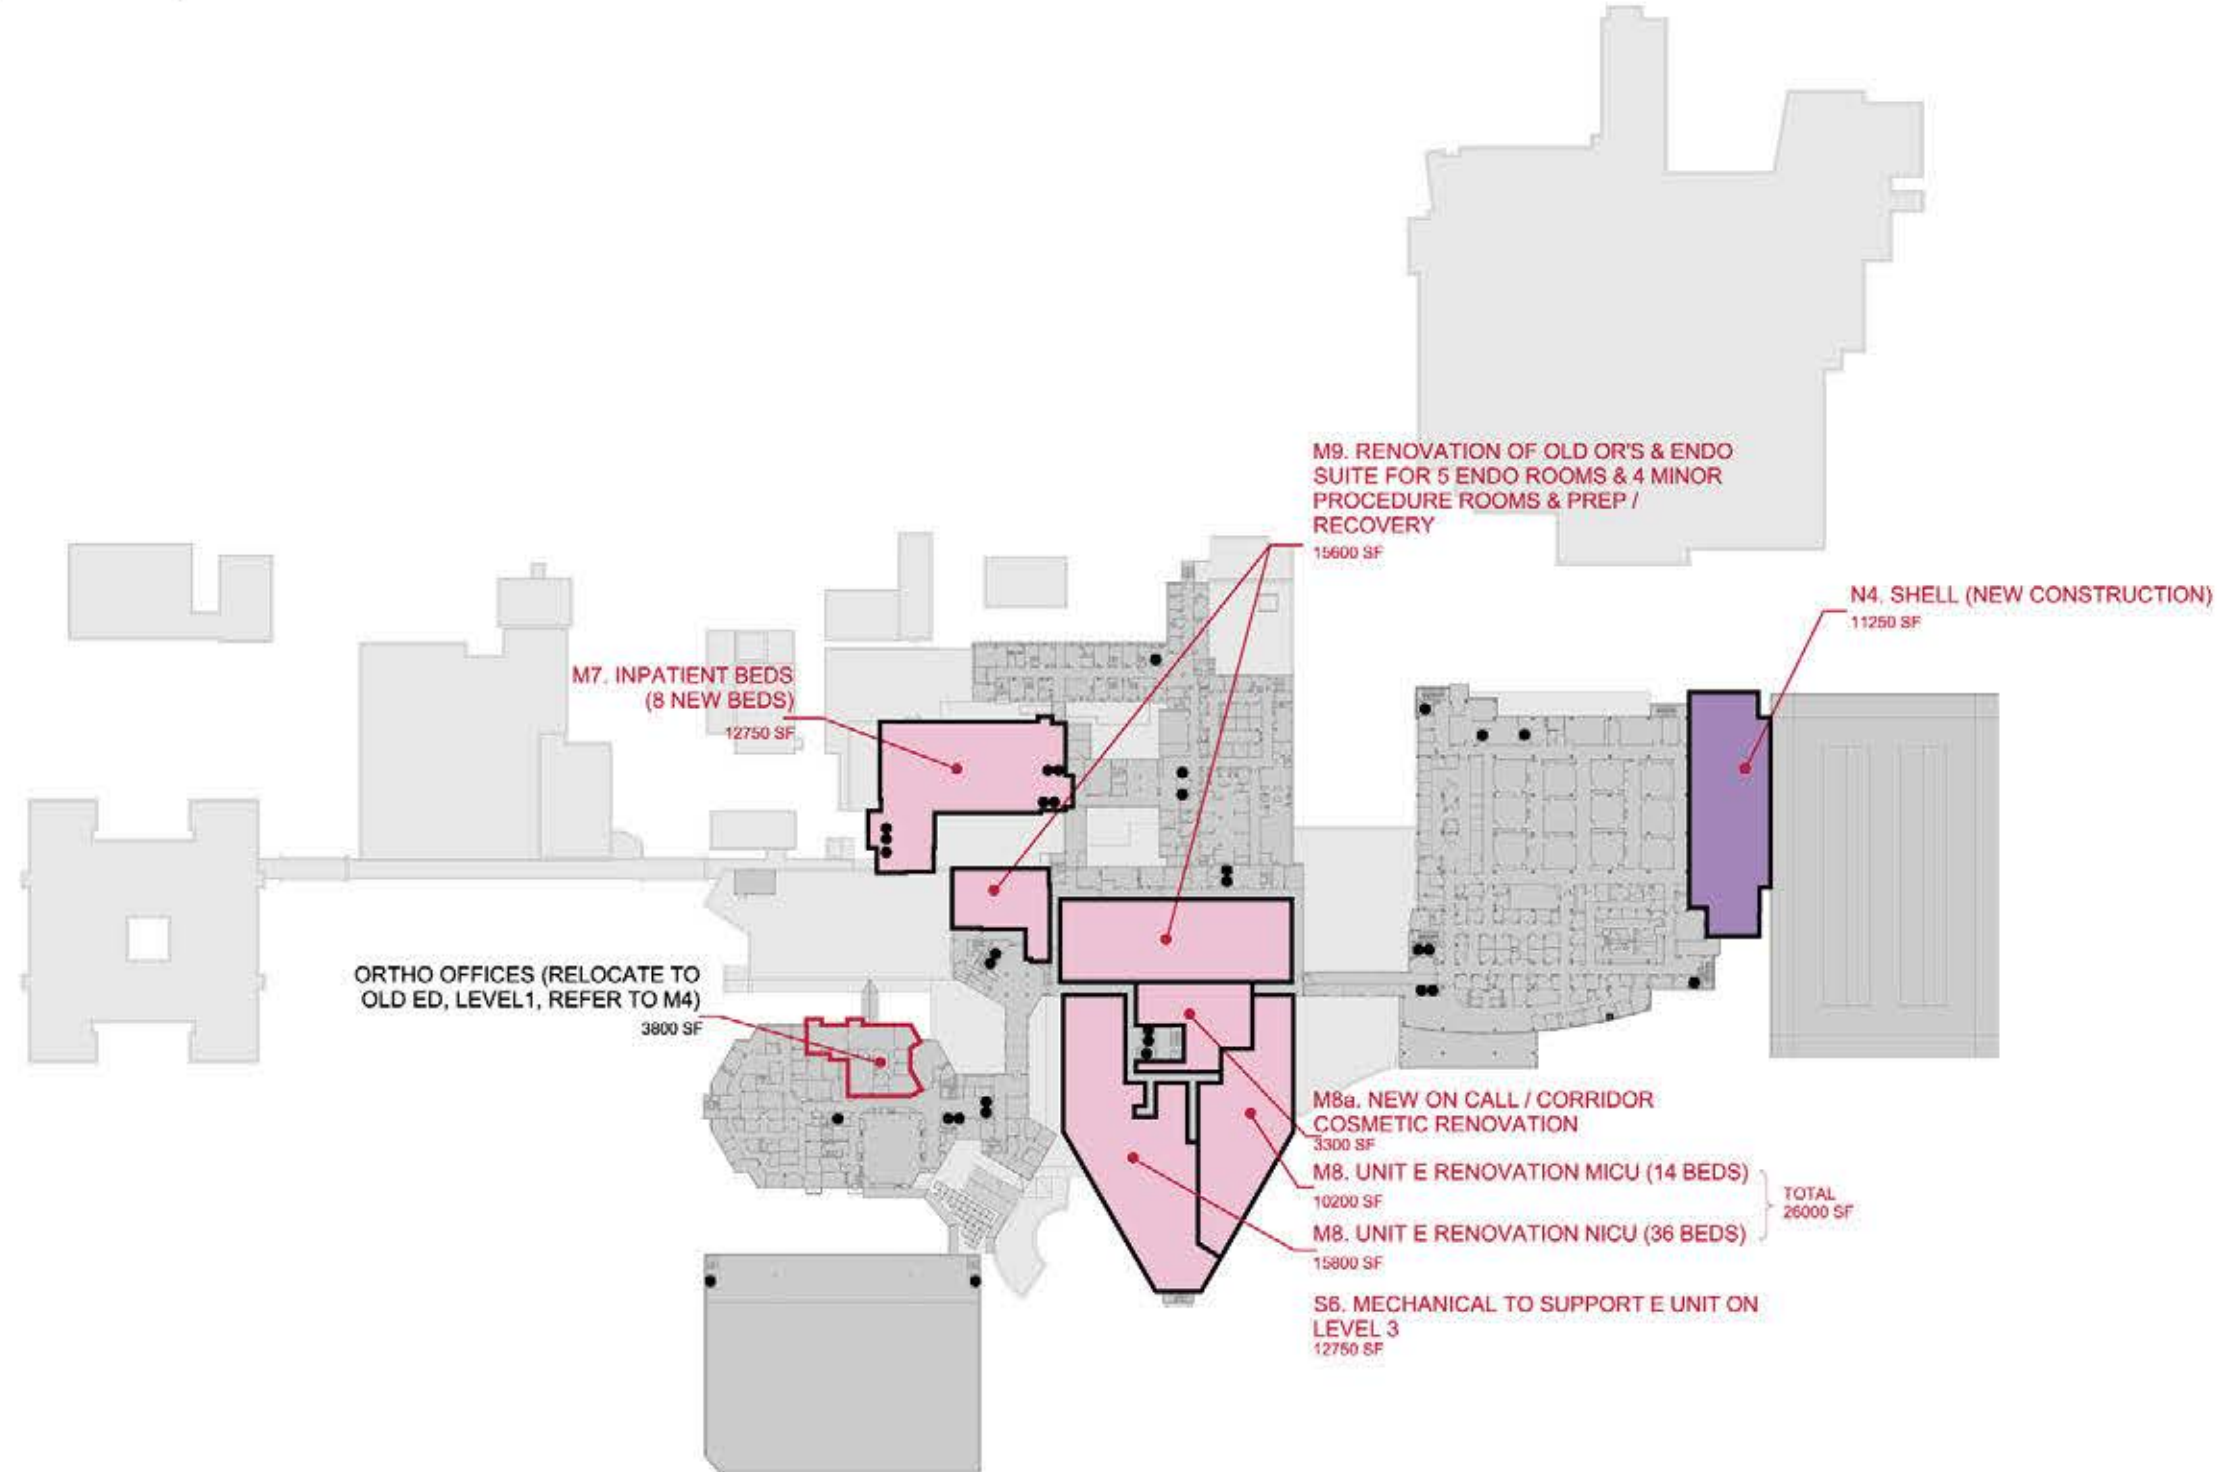 M9. RENOVATION OF OLD OR'S & ENDO
SUITE FOR 5 ENDO ROOMS & 4 MINOR
PROCEDURE ROOMS & PREP /
RECOVERY
15600 SF
N4. SHELL (NEW CONSTRUCTION)
11250 SF
M7. INPATIENT BEDS
(8 NEW BEDS)
12750 SF
ORTHO OFFICES (RELOCATE TO
OLD ED, LEVEL1, REFER TO M4)
3800 SF
M8a. NEW ON CALL / CORRIDOR
COSMETIC RENOVATION
3300 SF
M8. UNIT E RENOVATION MICU (14 BEDS)
10200 SF
M8. UNIT E RENOVATION NICU (36 BEDS)
15800 SF
TOTAL
26000 SF
S6. MECHANICAL TO SUPPORT E UNIT ON
LEVEL 3
12750 SF